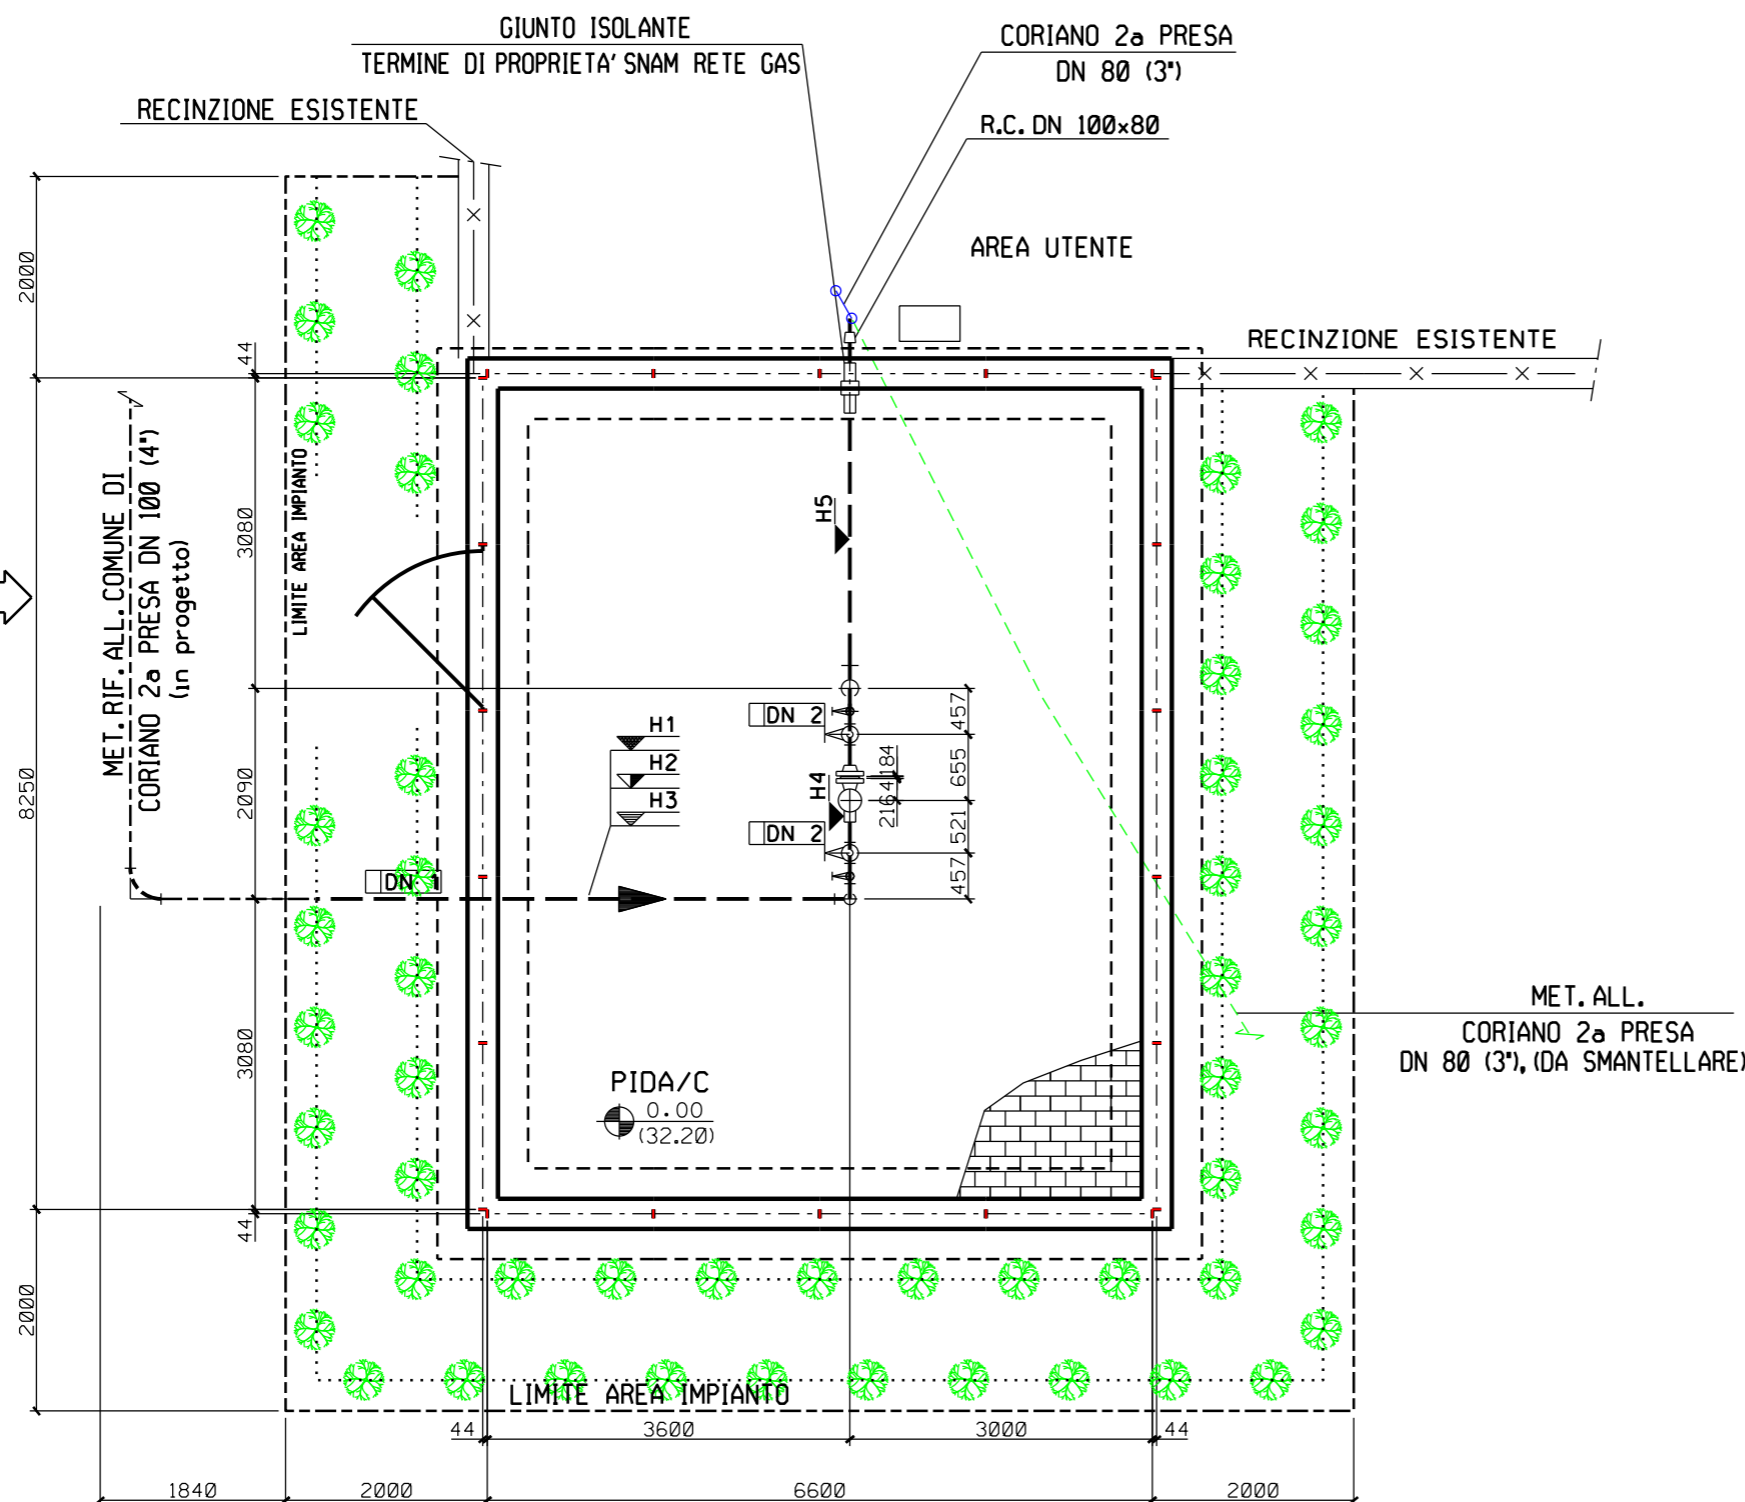 GIUNTO ISOLANTE
TERMINE DI PROPRIETA' SNAM RETE GAS
CORIANO 2a PRESA
DN 80 (3")
R.C. DN 100x80
RECINZIONE ESISTENTE
AREA UTENTE
RECINZIONE ESISTENTE
2000
44
8250
3080
2090
3080
44
2000
MET. RIF. ALL. COMUNE DI
CORIANO 2a PRESA DN 100 (4")
(in progetto)
LIMITE AREA IMPIANTO
H5
H1
H2
H3
H4
DN 2
DN 2
DN 1
457
655
184
4
216
521
457
PIDA/C
0.00
(32.20)
MET. ALL.
CORIANO 2a PRESA
DN 80 (3"), (DA SMANTELLARE)
LIMITE AREA IMPIANTO
44
3600
3000
44
1840
2000
6600
2000